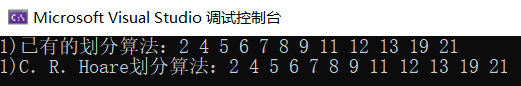 Microsoft Visual Studio 调试控制台
1)已有的划分算法：2 4 5 6 7 8 9 11 12 13 19 21
1)C. R. Hoare划分算法：2 4 5 6 7 8 9 11 12 13 19 21